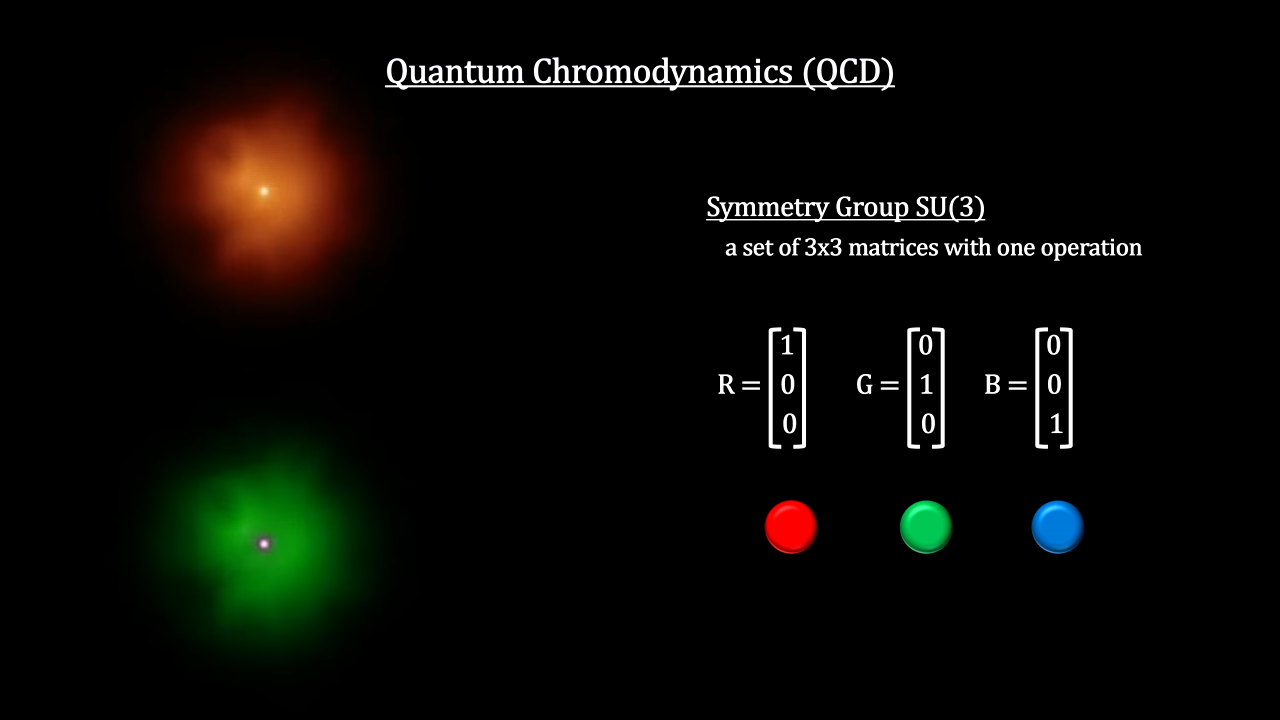 Quantum Chromodynamics (QCD)
Symmetry Group SU(3)
a set of 3x3 matrices with one operation
R = [1 0 0] G = [0 1 0] B = [0 0 1]